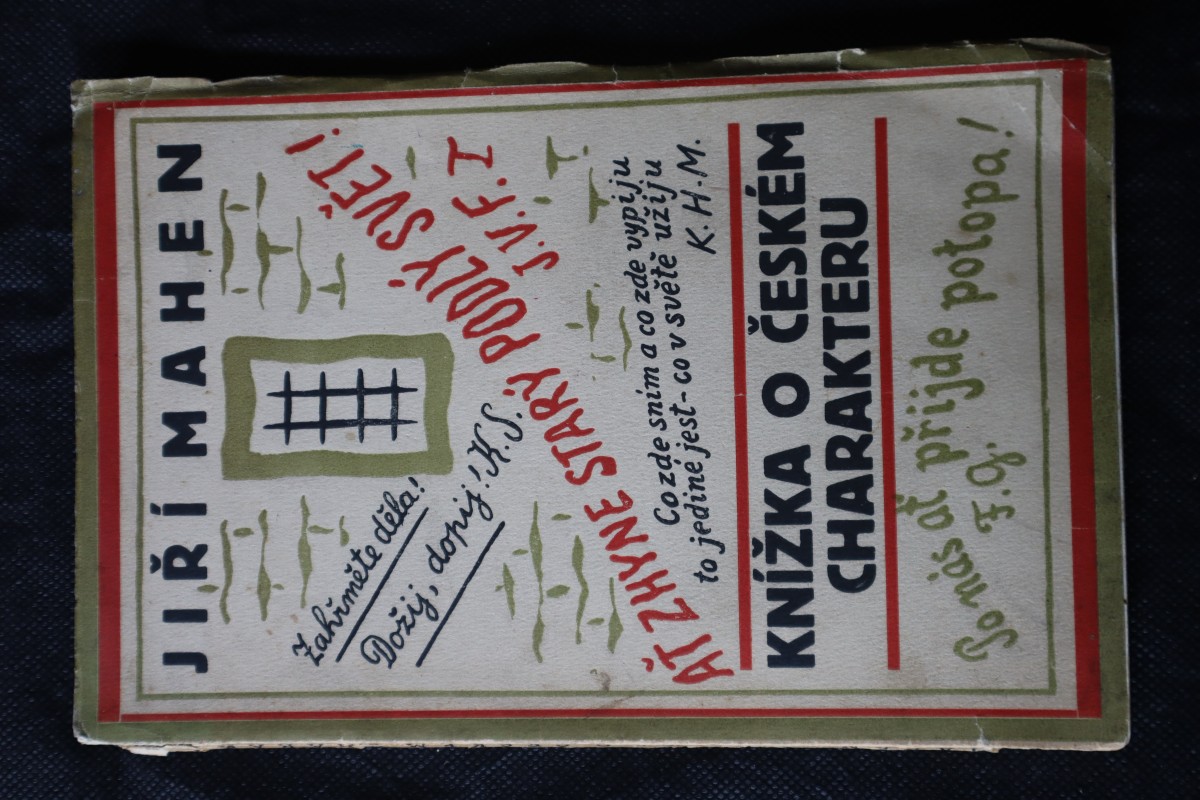 JIŘÍ MAHEN
Zahřměte děla!
Dožij, dopij! K.S.
AŤ ZHYNE STARÝ PODLÝ SVĚT!
J.V.F.I
Co zde sním a co zde vypiju
to jedině jest - co v světě užiju
K.H.M.
KNÍŽKA O ČESKÉM
CHARAKTERU
Po nás ať přijde potopa!
F.G.